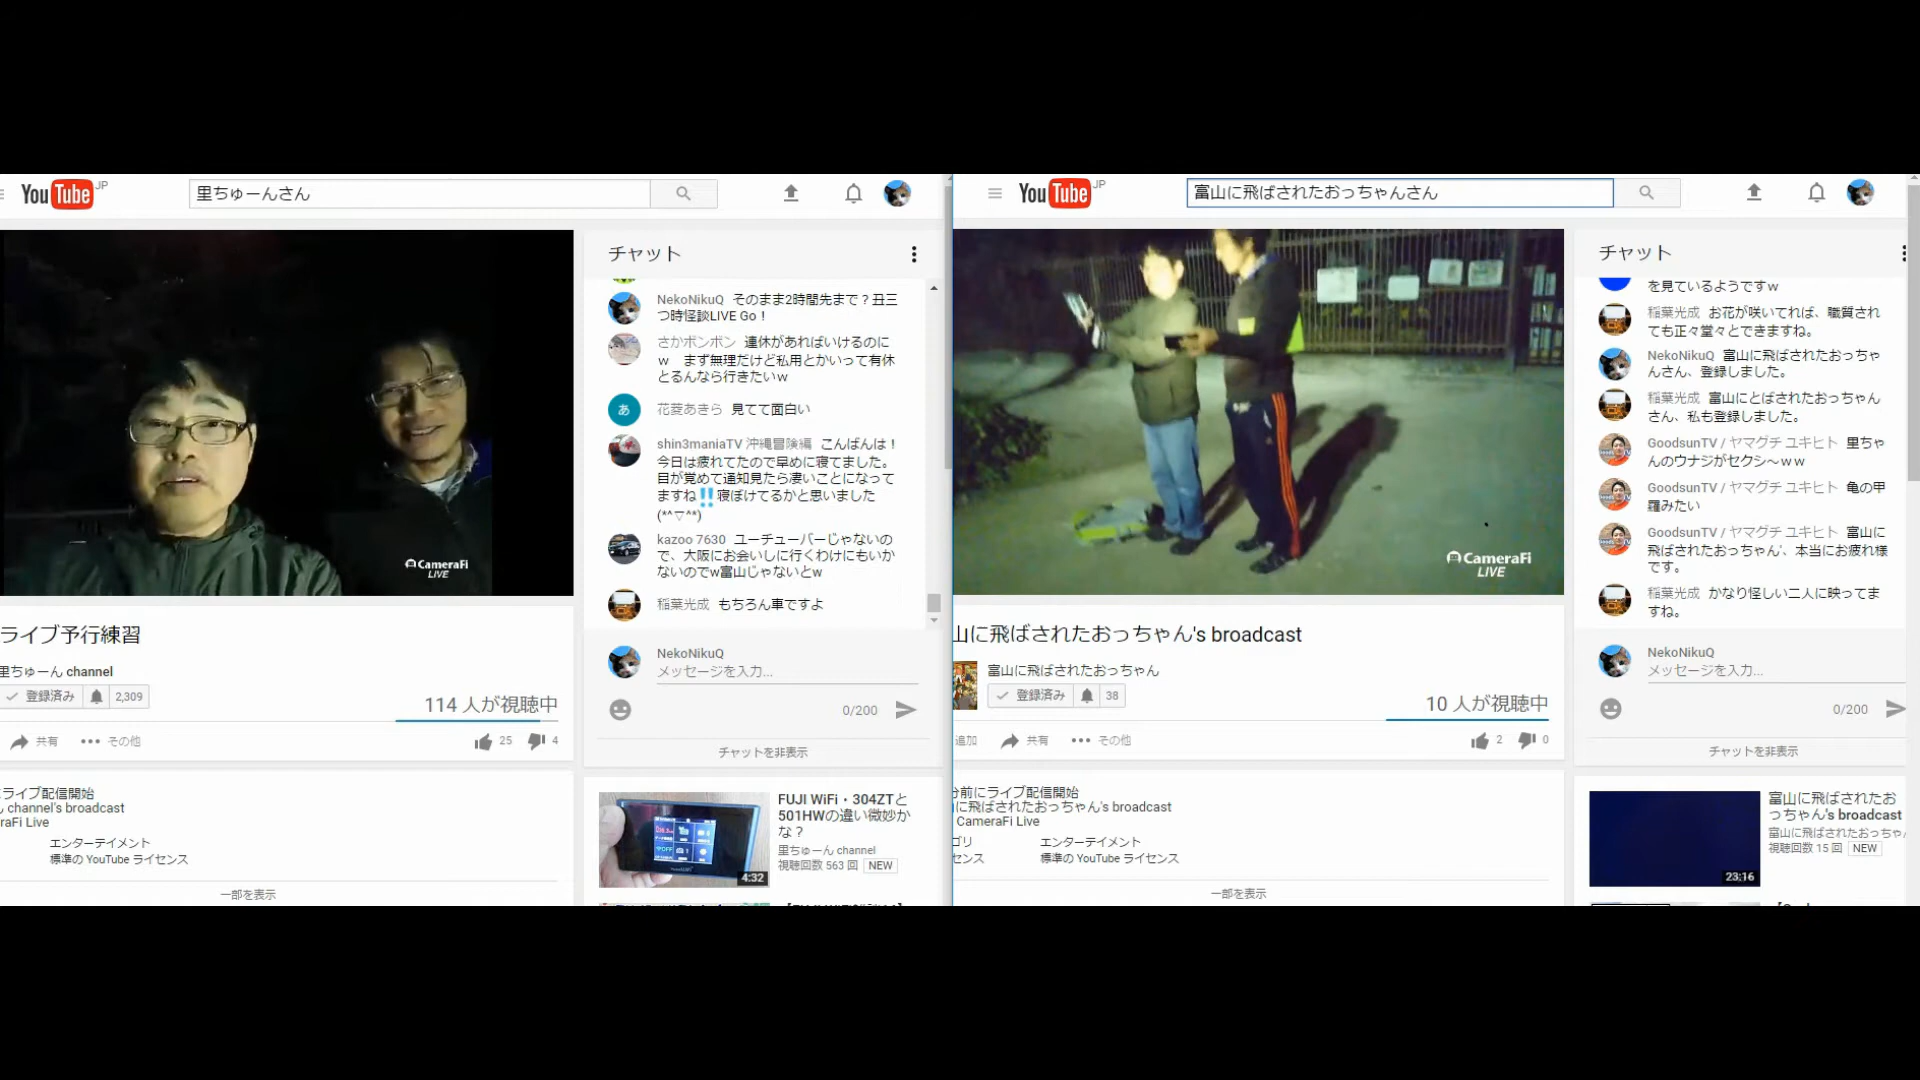 YouTube JP
里ちゅーんさん
チャット
NekoNikuQ そのまま2時間先まで？丑三
つ時怪談LIVE Go！
さかボンボン 連休があればいけるのに
w まず無理だけど私用とかいって有休
とるんなら行きたいw
あ
花菱あきら 見てて面白い
shin3maniaTV 沖縄冒険編 こんばんは！
今日は疲れてたので早めに寝てました。
目が覚めて通知見たら凄いことになって
ますね‼寝ぼけてるかと思いました
(*^▽^*)
kazoo 7630 ユーチューバーじゃないの
で、大阪にお会いしに行くわけにもいか
ないのでw富山じゃないとw
稲葉光成 もちろん車ですよ
NekoNikuQ
メッセージを入力...
0/200
チャットを非表示
CameraFi
LIVE
ライブ予行練習
里ちゅーん channel
登録済み 2,309
114 人が視聴中
共有 ••• その他 25 4
にライブ配信開始
channel's broadcast
raFi Live
エンターテイメント
標準の YouTube ライセンス
一部を表示
FUJI WiFi・304ZTと
501HWの違い微妙か
な？
里ちゅーん channel
視聴回数 563 回 NEW
4:32
YouTube JP
富山に飛ばされたおっちゃんさん
チャット
を見ているようですw
稲葉光成 お花が咲いてれば、職質され
ても正々堂々とできますね。
NekoNikuQ 富山に飛ばされたおっちゃ
んさん、登録しました。
稲葉光成 富山にとばされたおっちゃん
さん、私も登録しました。
GoodsunTV / ヤマグチ ユキヒト 里ちゃ
んのウナジがセクシ〜ｗｗ
GoodsunTV / ヤマグチ ユキヒト 亀の甲
羅みたい
GoodsunTV / ヤマグチ ユキヒト 富山に
飛ばされたおっちゃん、本当にお疲れ様
です。
稲葉光成 かなり怪しい二人に映ってま
すね。
NekoNikuQ
メッセージを入力...
0/200
チャットを非表示
CameraFi
LIVE
山に飛ばされたおっちゃん's broadcast
富山に飛ばされたおっちゃん
登録済み 38
10 人が視聴中
追加 共有 ••• その他 2 0
分前にライブ配信開始
に飛ばされたおっちゃん's broadcast
CameraFi Live
ゴリ エンターテイメント
センス 標準の YouTube ライセンス
一部を表示
富山に飛ばされたお
っちゃん's broadcast
富山に飛ばされたおっちゃ
視聴回数 15 回 NEW
23:16